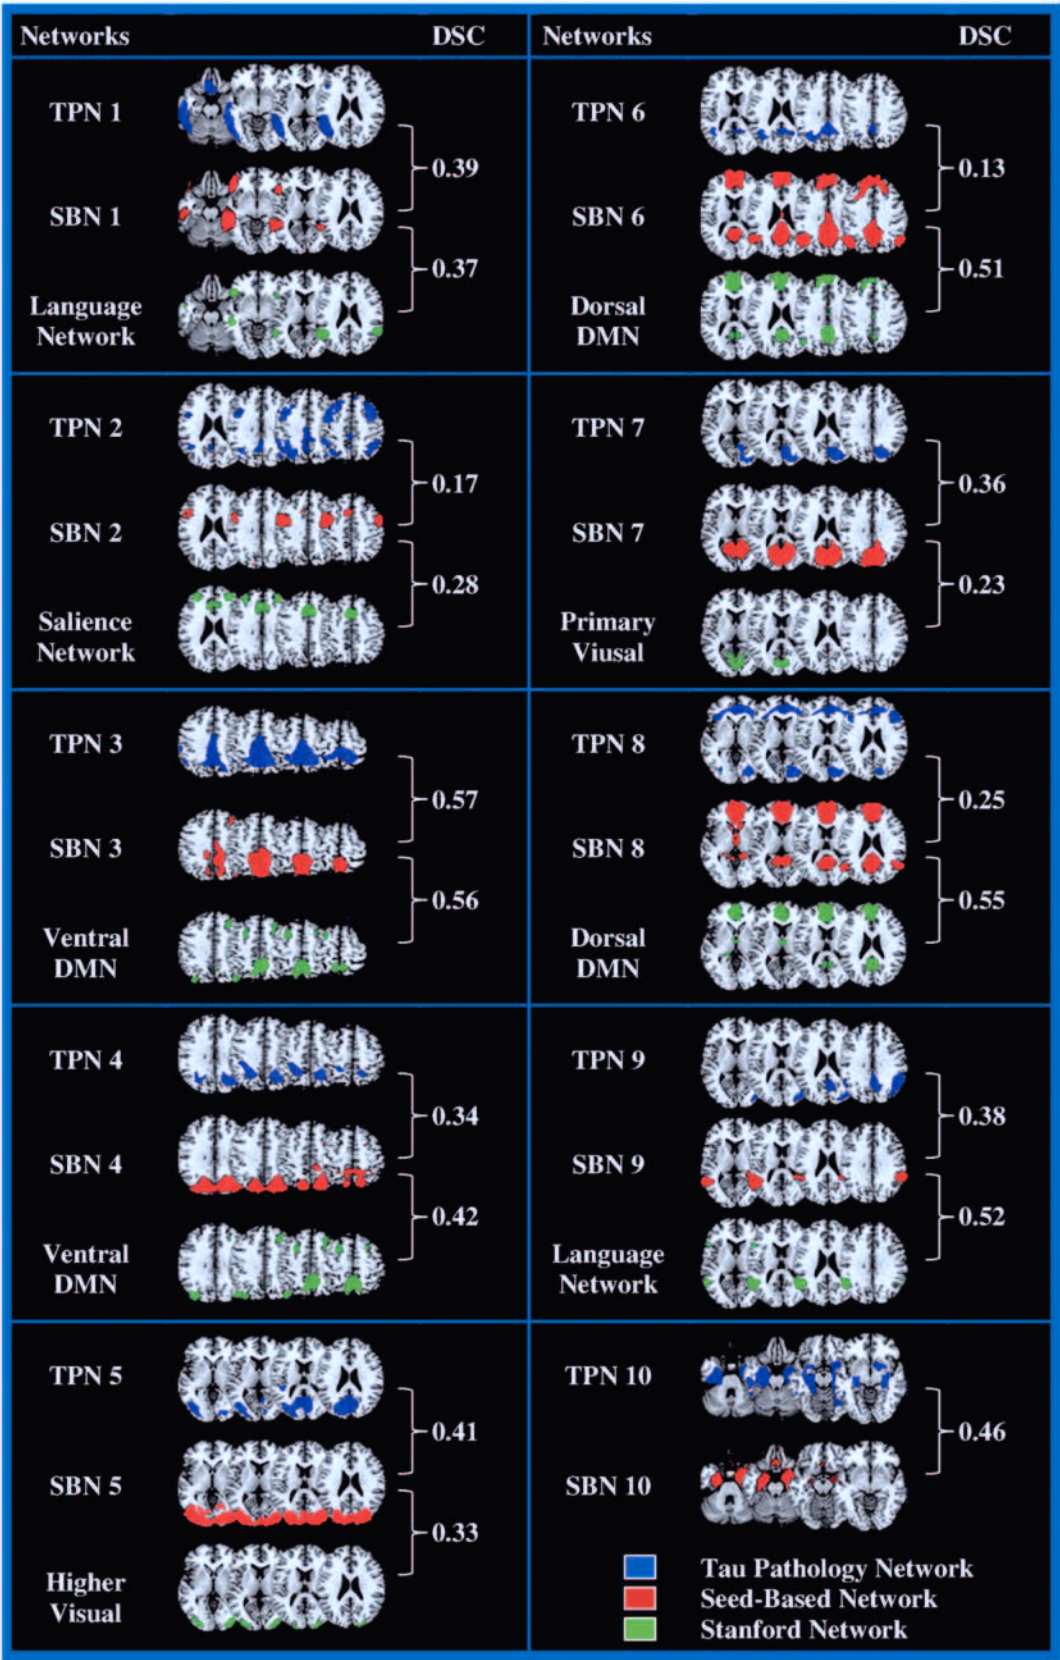 Networks DSC
TPN 1
0.39
SBN 1
0.37
Language
Network
TPN 2
0.17
SBN 2
0.28
Salience
Network
TPN 3
0.57
SBN 3
0.56
Ventral
DMN
TPN 4
0.34
SBN 4
0.42
Ventral
DMN
TPN 5
0.41
SBN 5
0.33
Higher
Visual
Networks DSC
TPN 6
0.13
SBN 6
0.51
Dorsal
DMN
TPN 7
0.36
SBN 7
0.23
Primary
Viusal
TPN 8
0.25
SBN 8
0.55
Dorsal
DMN
TPN 9
0.38
SBN 9
0.52
Language
Network
TPN 10
0.46
SBN 10
Tau Pathology Network
Seed-Based Network
Stanford Network